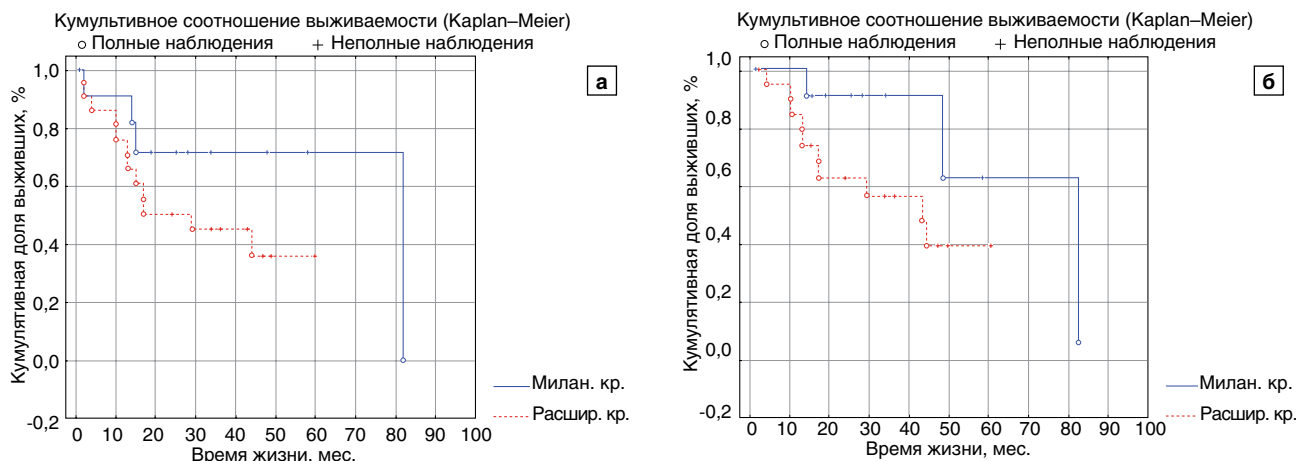 Кумультивное соотношение выживаемости (Kaplan–Meier)
Полные наблюдения + Неполные наблюдения
а
Кумулятивная доля выживших, %
1,0
0,8
0,6
0,4
0,2
0,0
-0,2
0 10 20 30 40 50 60 70 80 90 100
Время жизни, мес.
Милан. кр.
Расшир. кр.
Кумультивное соотношение выживаемости (Kaplan–Meier)
Полные наблюдения + Неполные наблюдения
б
Кумулятивная доля выживших, %
1,0
0,8
0,6
0,4
0,2
0,0
-0,2
0 10 20 30 40 50 60 70 80 90 100
Время жизни, мес.
Милан. кр.
Расшир. кр.